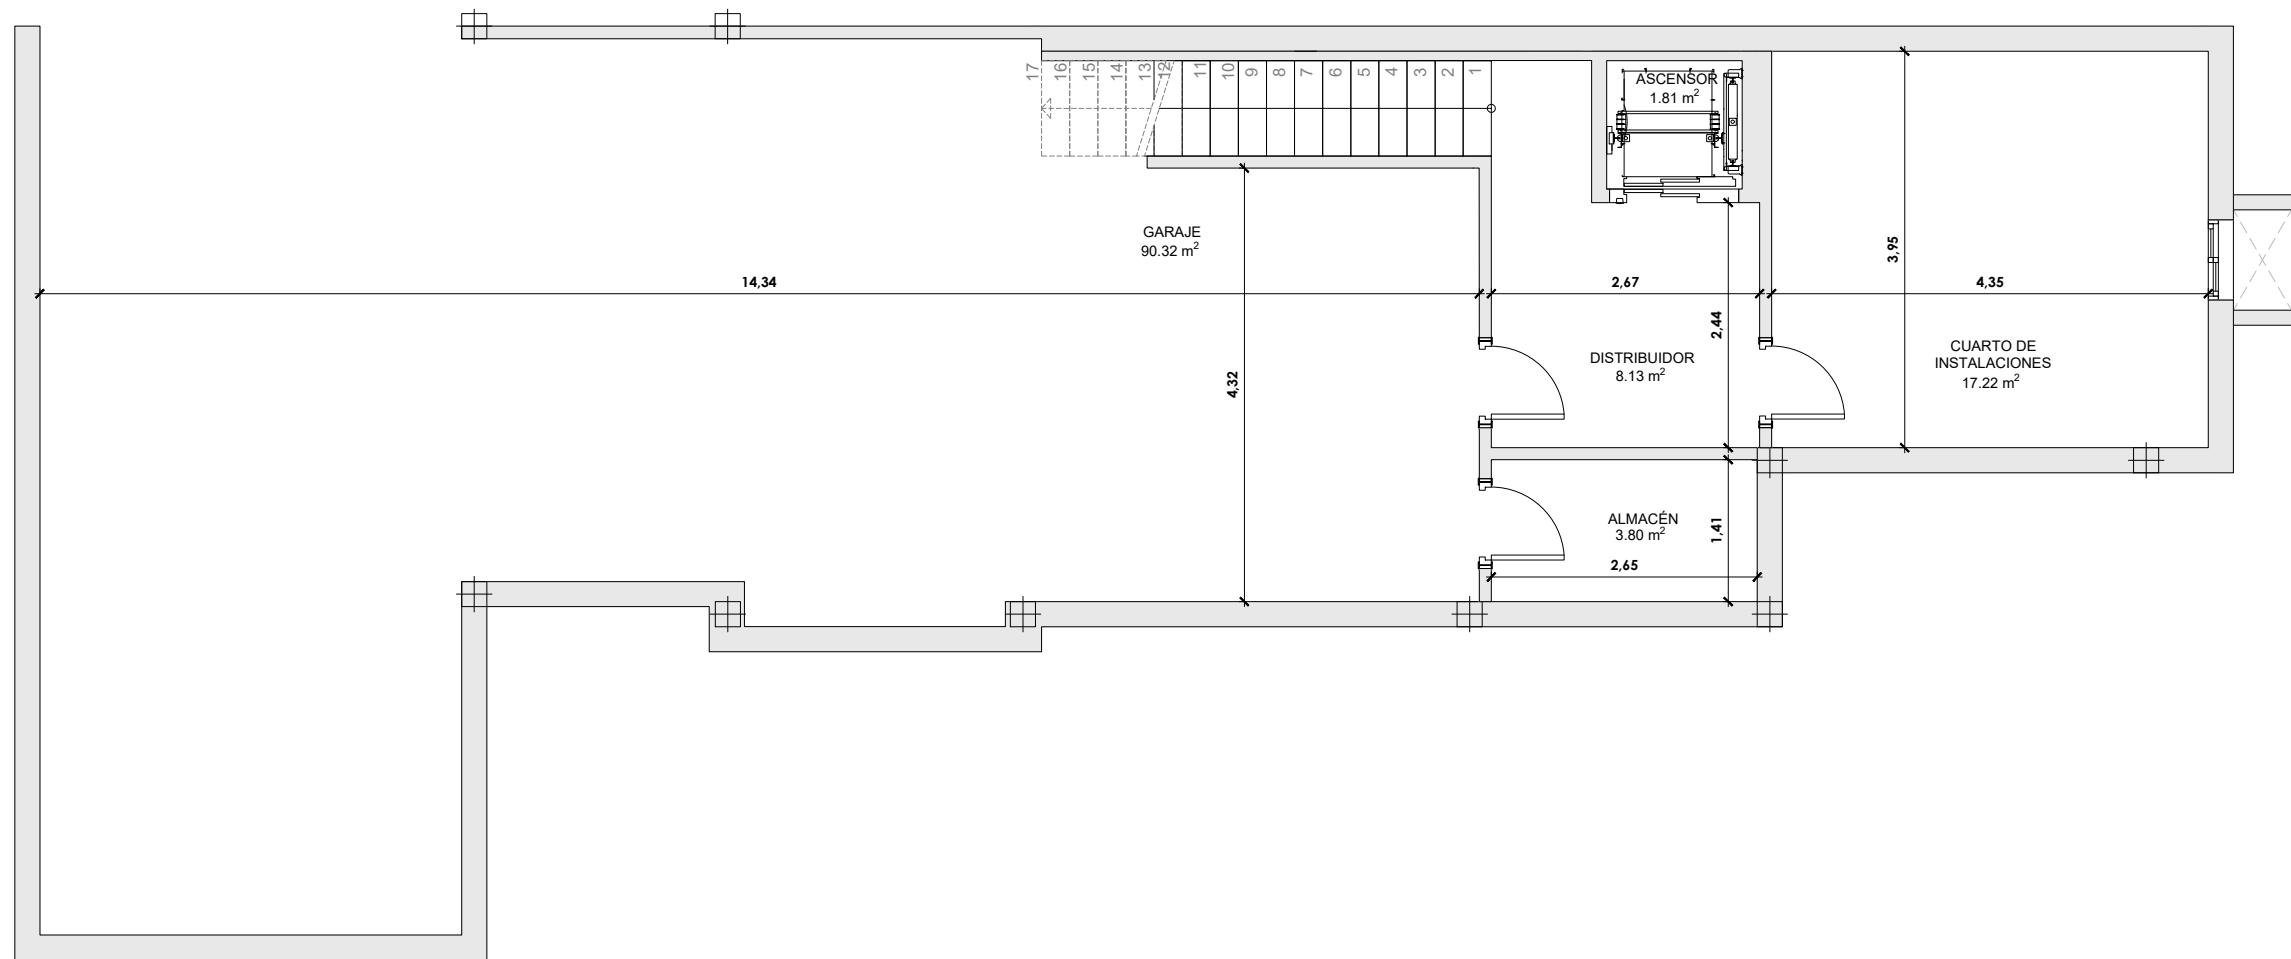 17
16
15
14
13
12
11
10
9
8
7
6
5
4
3
2
1
ASCENSOR
1.81 m²
GARAJE
90.32 m²
3,95
14,34
2,67
4,35
2,44
DISTRIBUIDOR
8.13 m²
CUARTO DE
INSTALACIONES
17.22 m²
4,32
ALMACÉN
3.80 m²
1,41
2,65